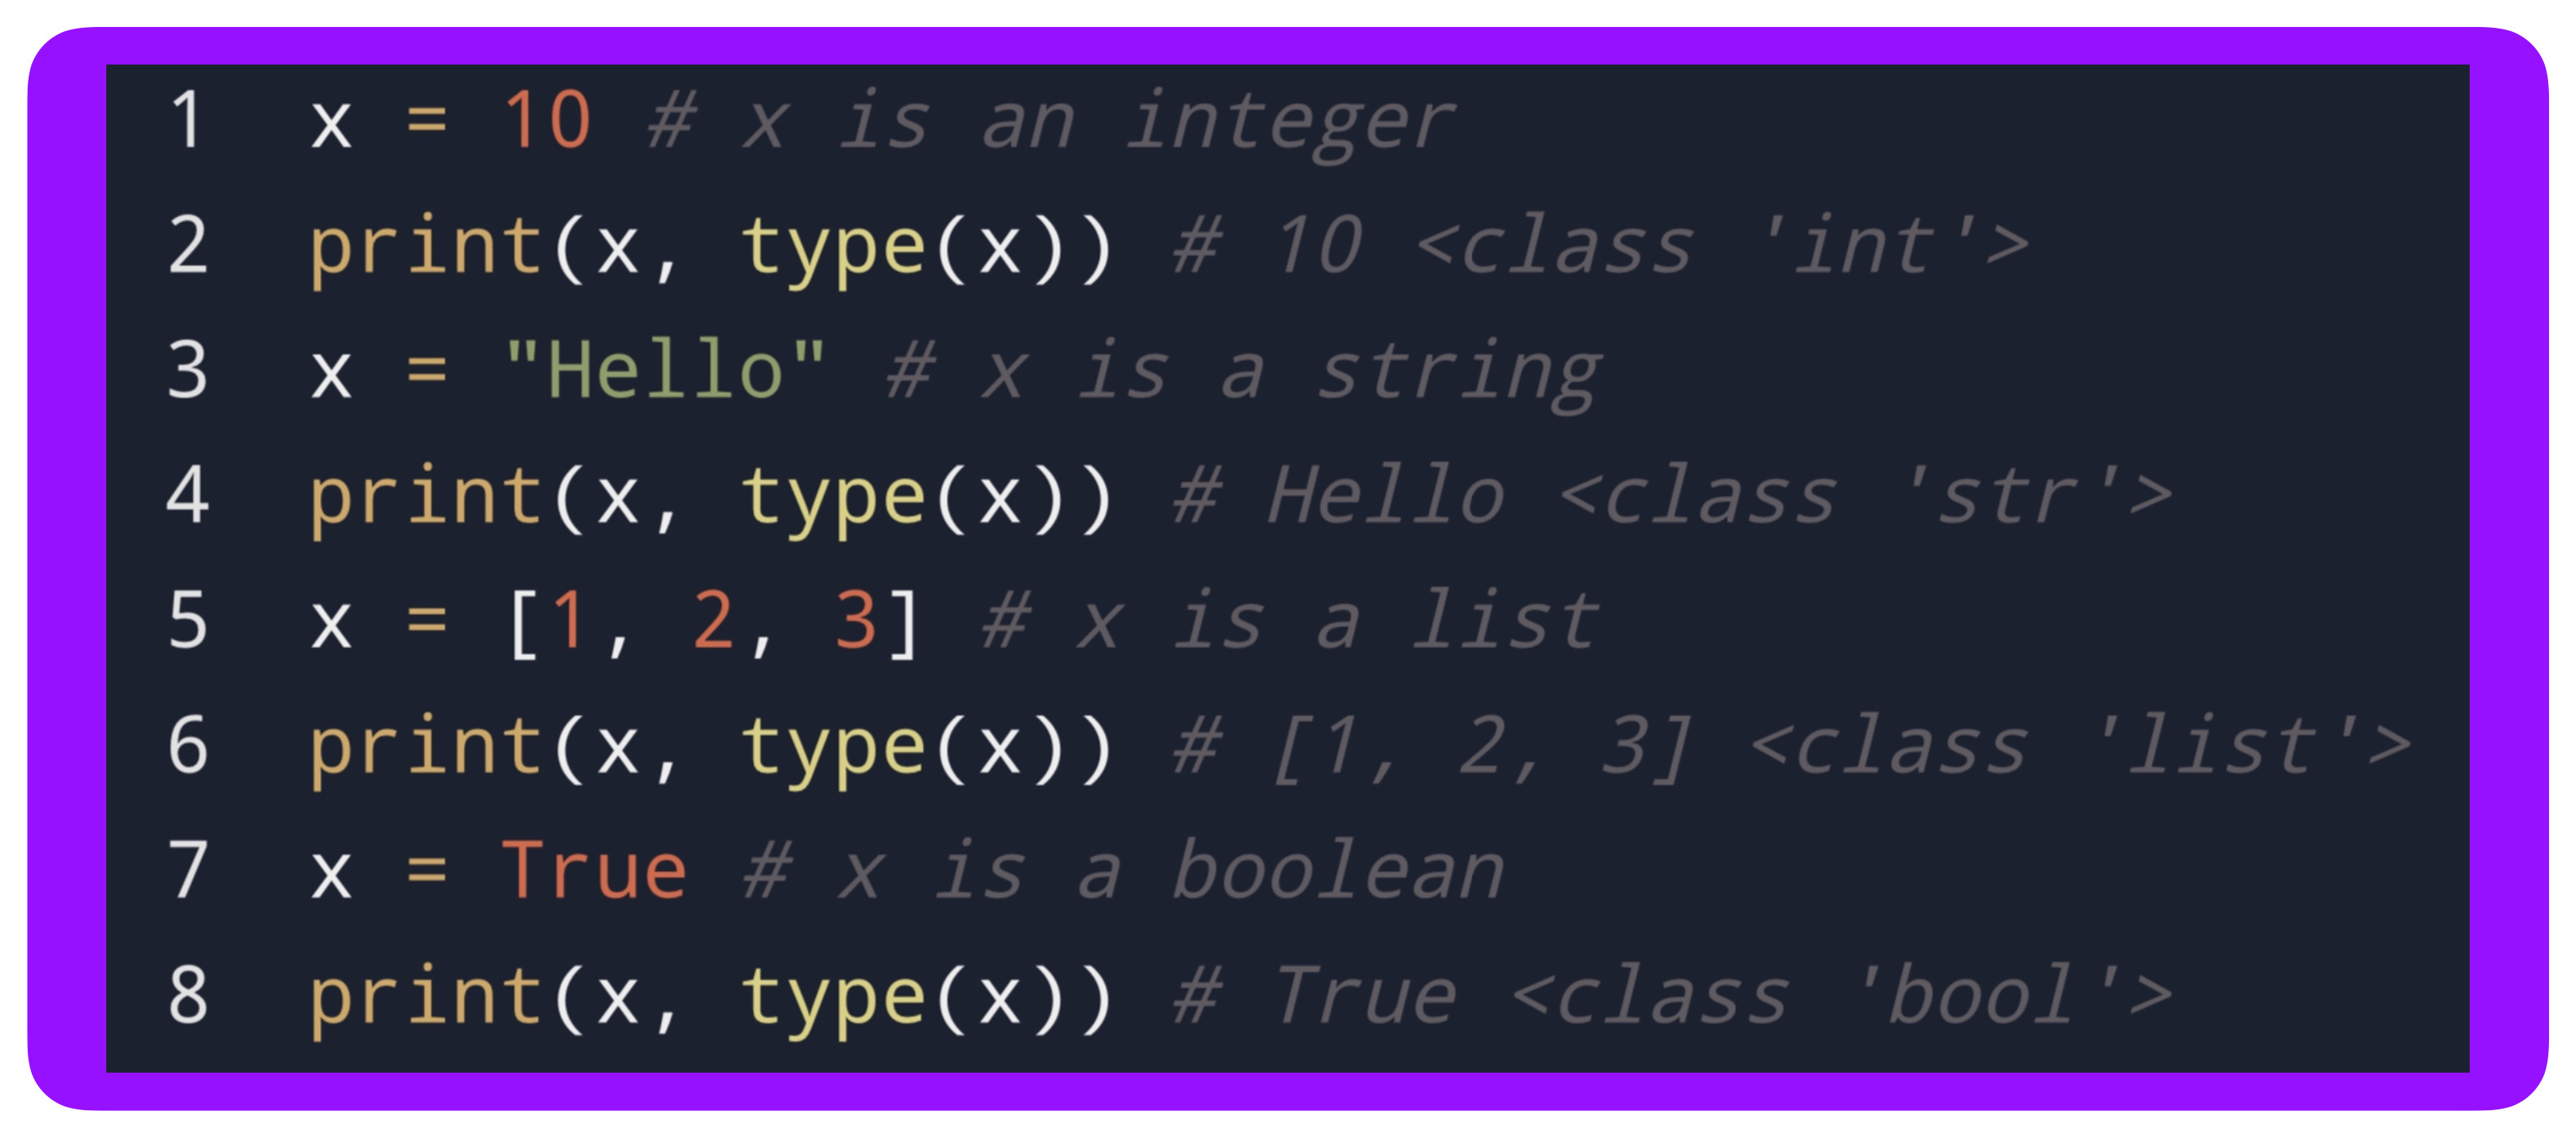 1 x = 10 # x is an integer
2 print(x, type(x)) # 10 <class 'int'>
3 x = "Hello" # x is a string
4 print(x, type(x)) # Hello <class 'str'>
5 x = [1, 2, 3] # x is a list
6 print(x, type(x)) # [1, 2, 3] <class 'list'>
7 x = True # x is a boolean
8 print(x, type(x)) # True <class 'bool'>